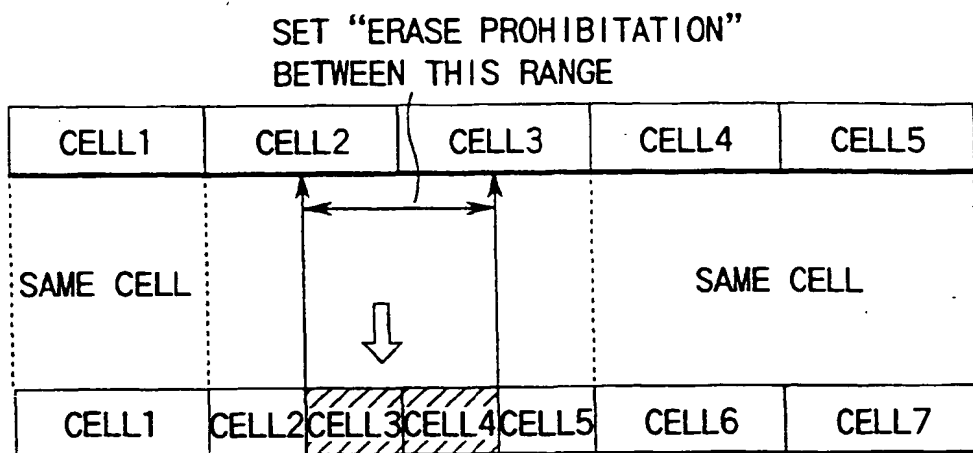 SET “ERASE PROHIBITATION”
BETWEEN THIS RANGE
CELL1 CELL2 CELL3 CELL4 CELL5
SAME CELL SAME CELL
CELL1 CELL2 CELL3 CELL4 CELL5 CELL6 CELL7